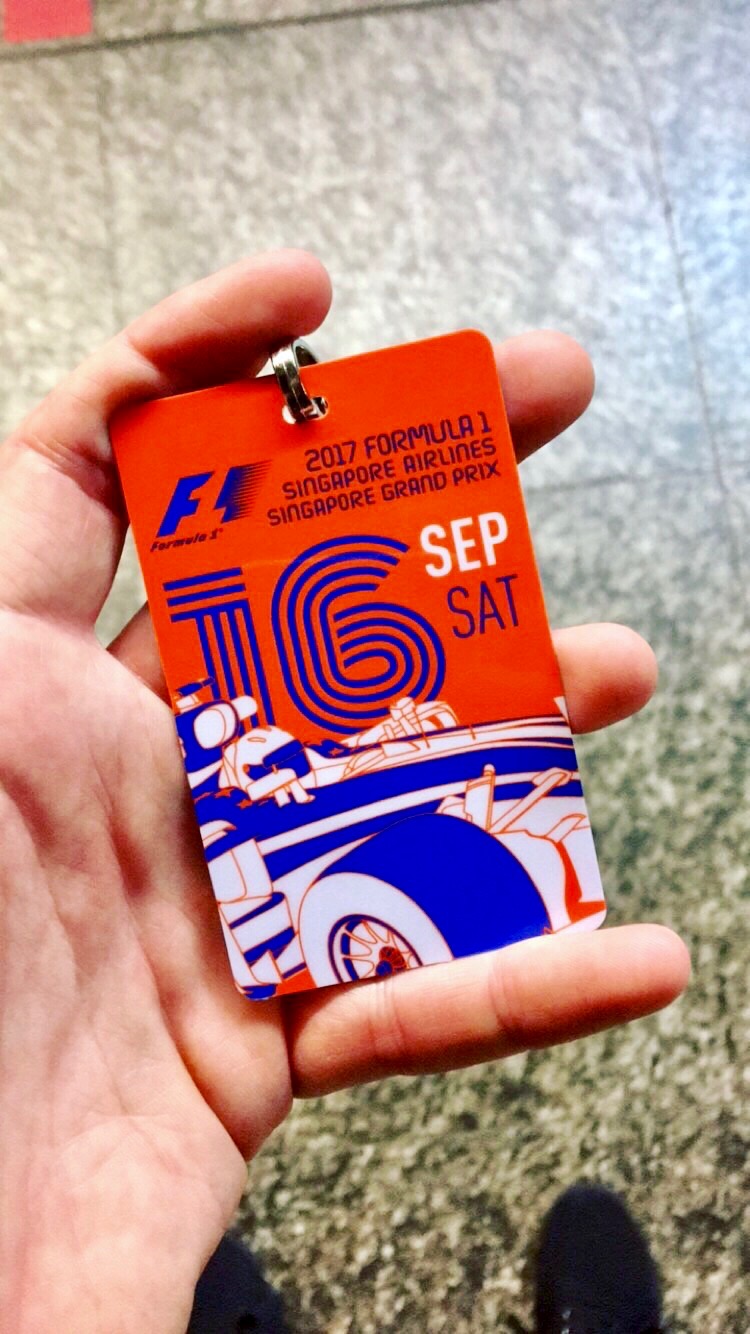 2017 FORMULA 1
SINGAPORE AIRLINES
SINGAPORE GRAND PRIX
F1
Formula 1®
16
SEP
SAT